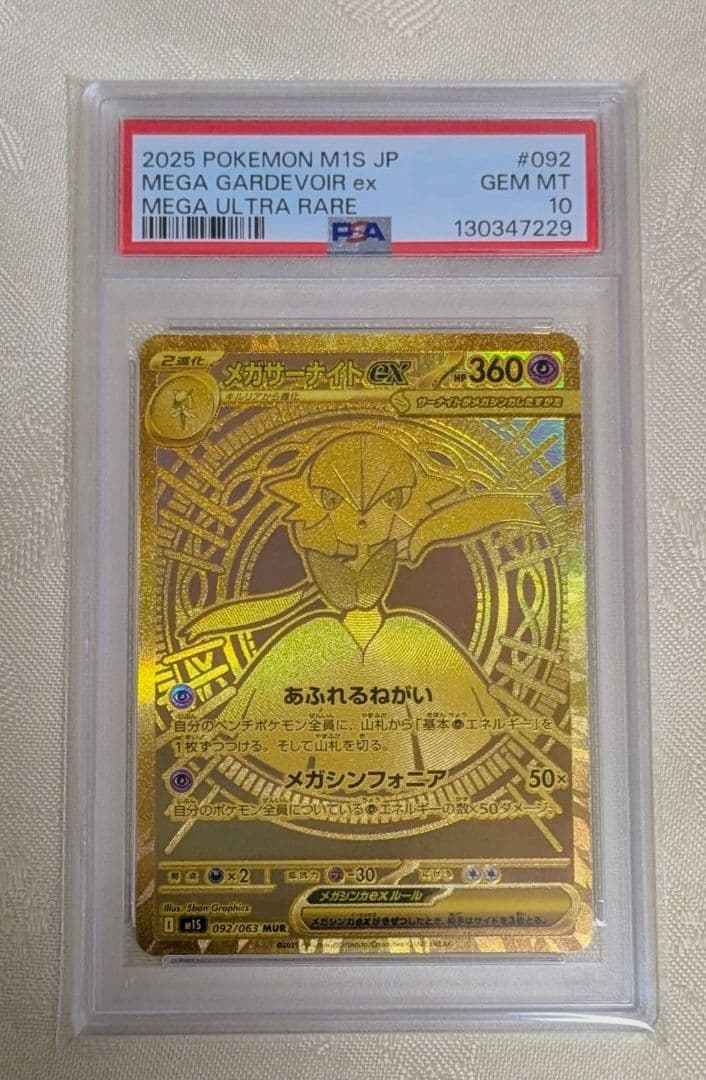 2025 POKEMON M1S JP #092
MEGA GARDEVOIR ex GEM MT
MEGA ULTRA RARE 10
PSA 130347229
2進化
メガサーナイトex HP360
キルリアから進化
サーナイトがメガシンカしたすがた
あふれるねがい
自分のベンチポケモン全員に、山札から「基本エネルギー」を
1枚ずつつける。そして山札を切る。
メガシンフォニア 50×
自分のポケモン全員についているエネルギーの数×50ダメージ。
弱点 ×2 抵抗力 -30 にげる
メガシンカexルール
メガシンカexがきぜつしたとき、相手はサイドを3枚とる。
Illus. 5ban Graphics
I m1S 092/063 MUR